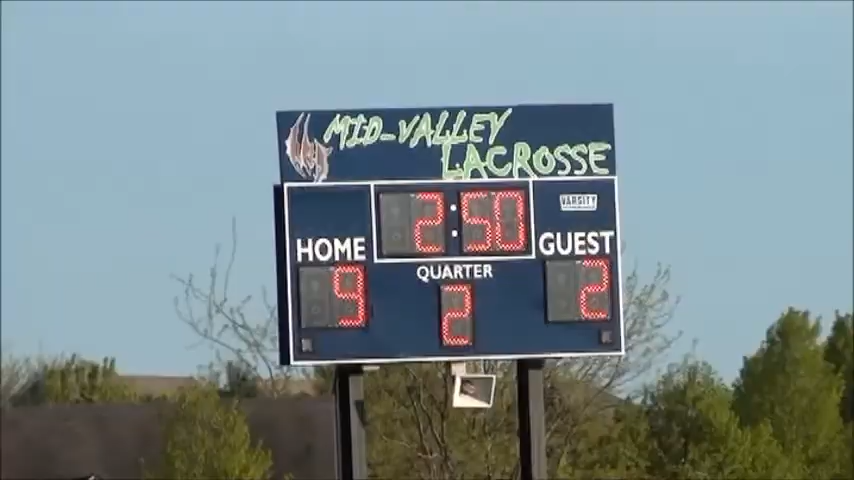 MID-VALLEY
LACROSSE
VARSITY
2:50
HOME
GUEST
QUARTER
9
2
2